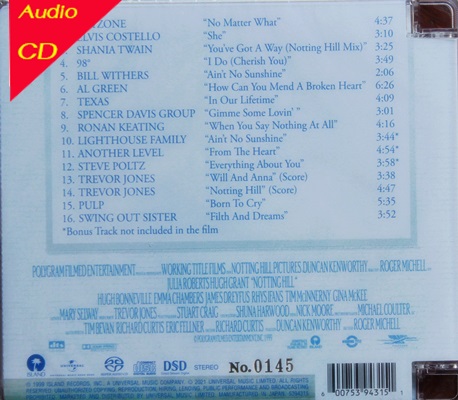 Audio
CD
"No Matter What" 4:37
ELVIS COSTELLO "She" 3:10
SHANIA TWAIN "You've Got A Way (Notting Hill Mix) 3:25
4. 98° "I Do (Cherish You)" 3:49
5. BILL WITHERS "Ain't No Sunshine" 2:06
6. AL GREEN "How Can You Mend A Broken Heart" 6:26
7. TEXAS "In Our Lifetime" 4:09
8. SPENCER DAVIS GROUP "Gimme Some Lovin' " 3:01
9. RONAN KEATING "When You Say Nothing At All" 4:16
10. LIGHTHOUSE FAMILY "Ain't No Sunshine" 3:44*
11. ANOTHER LEVEL "From The Heart" 4:54*
12. STEVE POLTZ "Everything About You" 3:58*
13. TREVOR JONES "Will And Anna" (Score) 3:38
14. TREVOR JONES "Notting Hill" (Score) 4:47
15. PULP "Born To Cry" 5:35
16. SWING OUT SISTER "Filth And Dreams" 3:52
*Bonus Track not included in the film
POLYGRAM FILMED ENTERTAINMENT WORKING TITLE FILMS NOTTING HILL PICTURES DUNCAN KENWORTHY ROGER MICHELL
JULIA ROBERTS HUGH GRANT "NOTTING HILL"
HUGH BONNEVILLE EMMA CHAMBERS JAMES DREYFUS RHYS IFANS TIM McINNERNY GINA McKEE
MARY SELWAY TREVOR JONES STUART CRAIG SHUNA HARWOOD NICK MOORE MICHAEL COULTER
TIM BEVAN RICHARD CURTIS ERIC FELLNER RICHARD CURTIS DUNCAN KENWORTHY ROGER MICHELL
ISLAND UNIVERSAL DSD STEREO No.0145
6 00753 94315 1